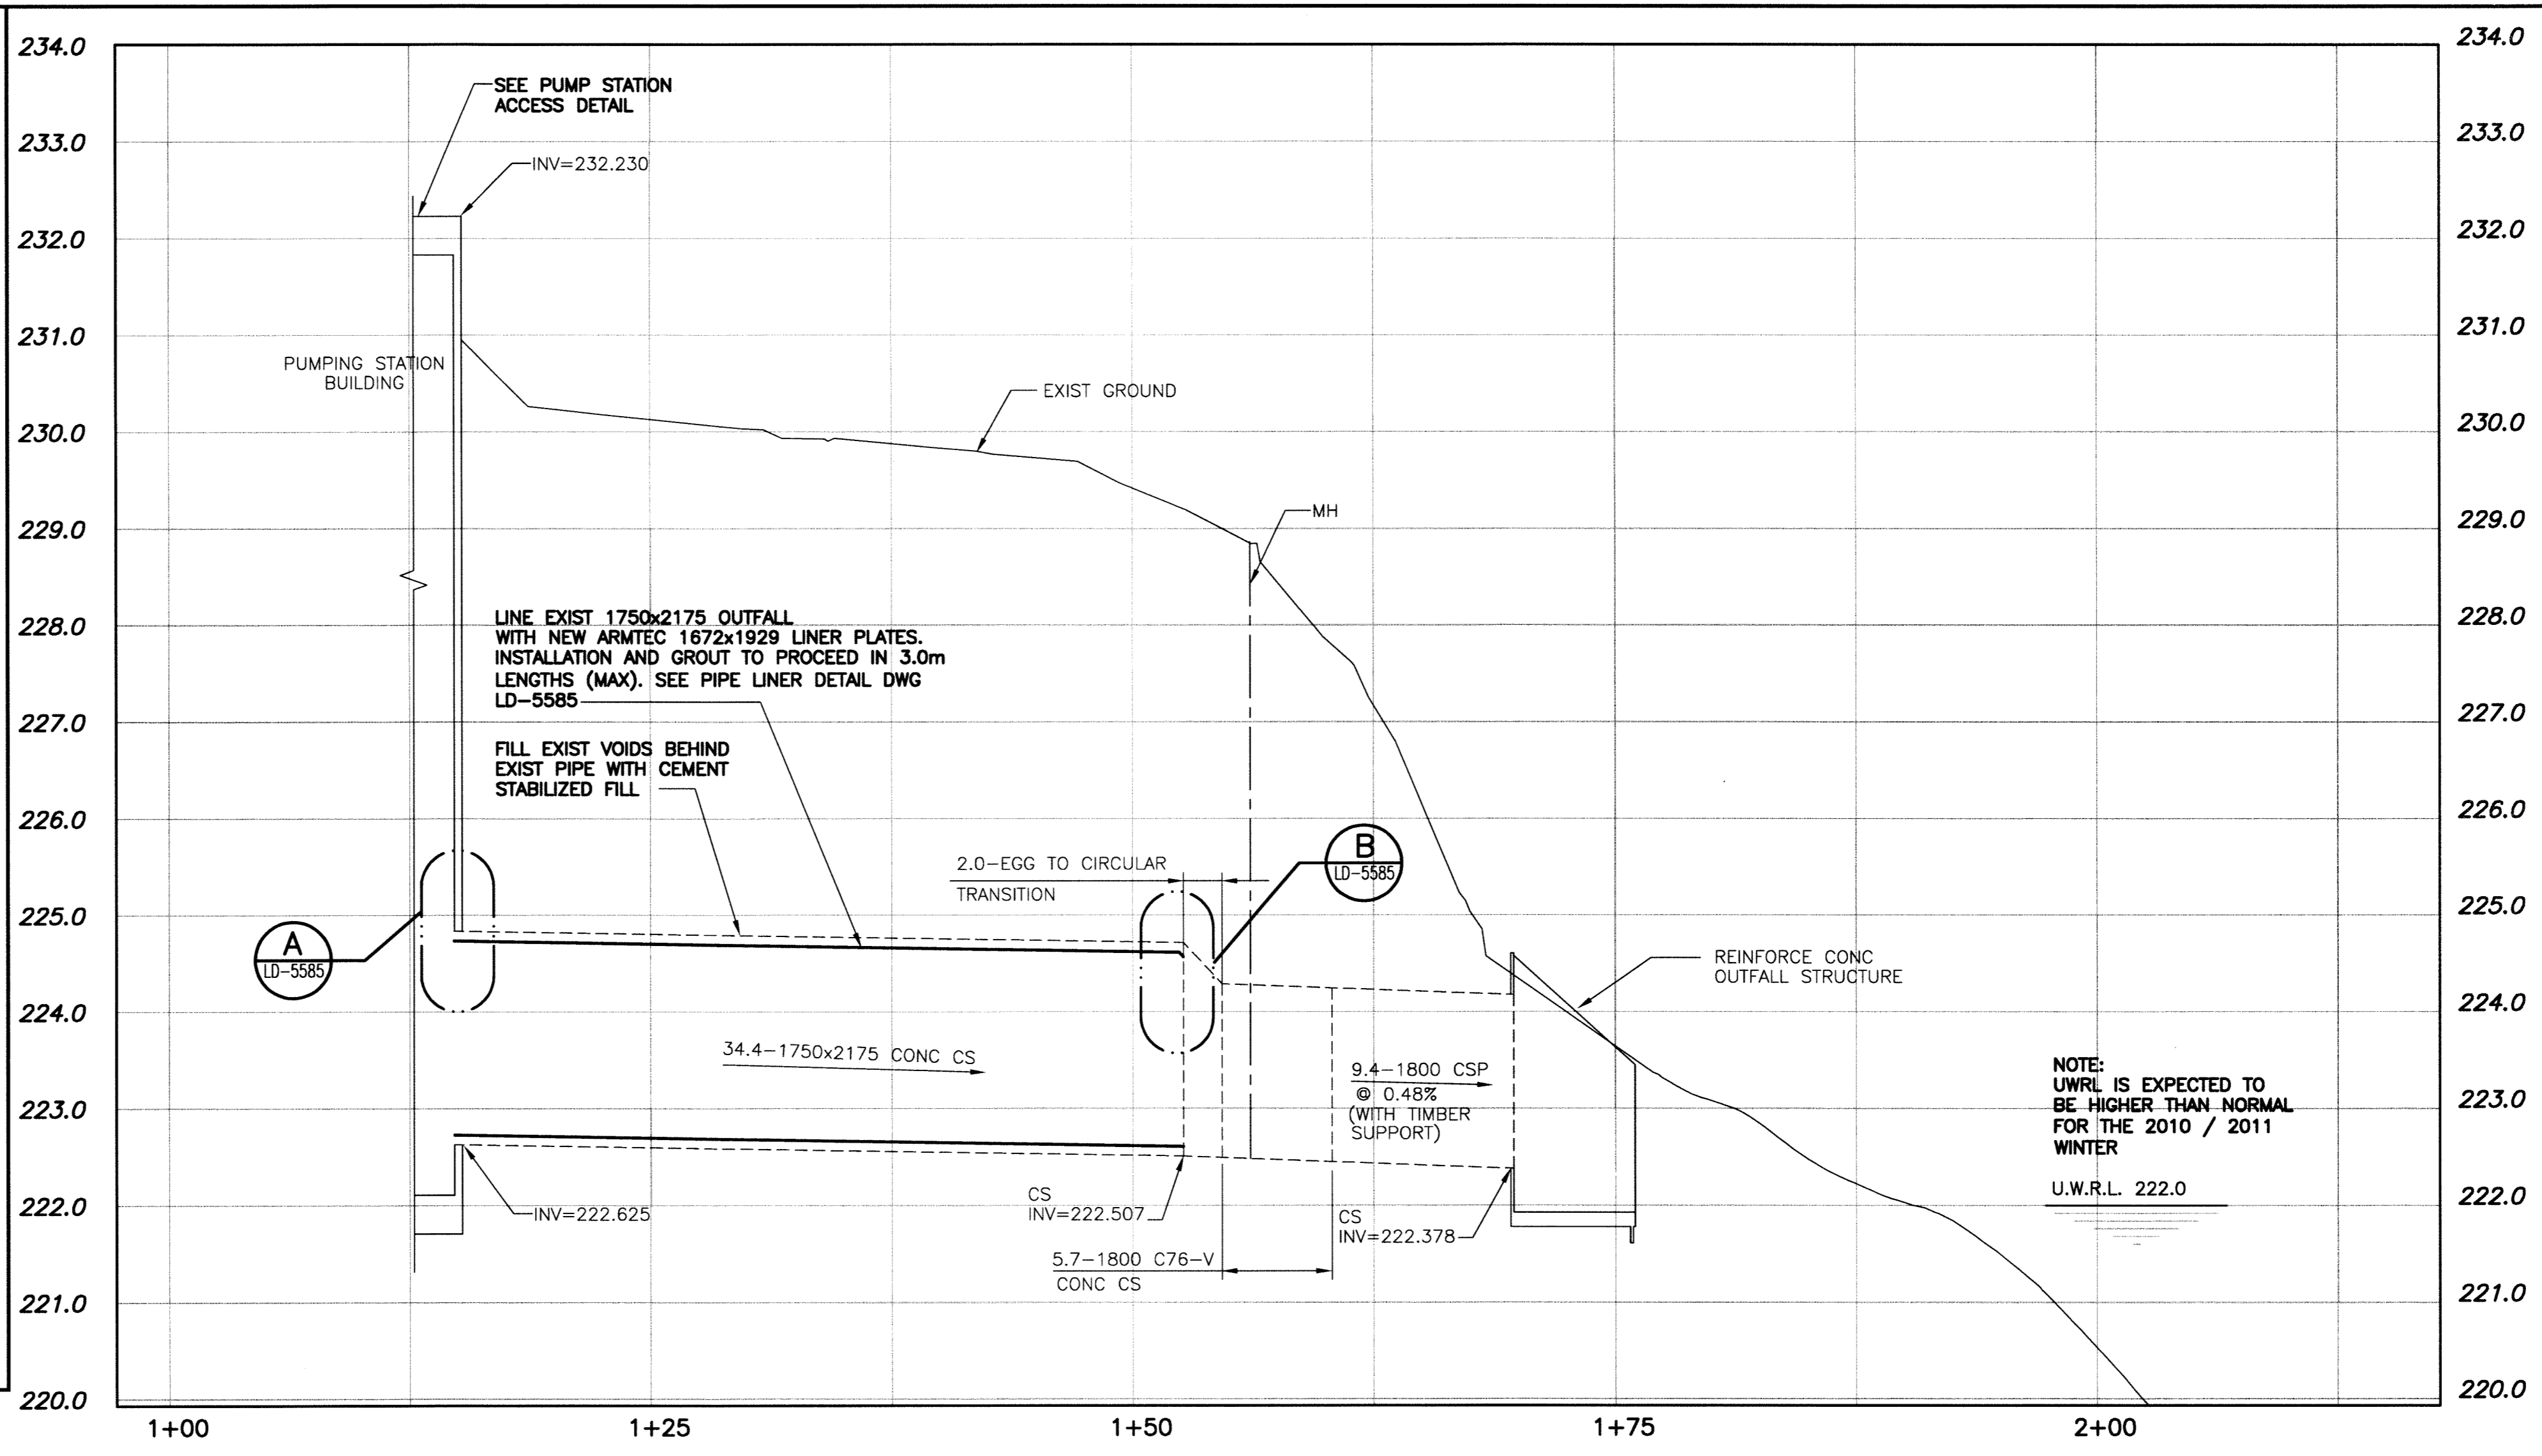 234.0
233.0
232.0
231.0
230.0
229.0
228.0
227.0
226.0
225.0
224.0
223.0
222.0
221.0
220.0
SEE PUMP STATION
ACCESS DETAIL
INV=232.230
PUMPING STATION
BUILDING
EXIST GROUND
MH
LINE EXIST 1750x2175 OUTFALL
WITH NEW ARMTEC 1672x1929 LINER PLATES.
INSTALLATION AND GROUT TO PROCEED IN 3.0m
LENGTHS (MAX). SEE PIPE LINER DETAIL DWG
LD-5585
FILL EXIST VOIDS BEHIND
EXIST PIPE WITH CEMENT
STABILIZED FILL
2.0-EGG TO CIRCULAR
TRANSITION
B
LD-5585
A
LD-5585
REINFORCE CONC
OUTFALL STRUCTURE
34.4-1750x2175 CONC CS
9.4-1800 CSP
@ 0.48%
(WITH TIMBER
SUPPORT)
NOTE:
UWRL IS EXPECTED TO
BE HIGHER THAN NORMAL
FOR THE 2010 / 2011
WINTER
U.W.R.L. 222.0
INV=222.625
CS
INV=222.507
CS
INV=222.378
5.7-1800 C76-V
CONC CS
234.0
233.0
232.0
231.0
230.0
229.0
228.0
227.0
226.0
225.0
224.0
223.0
222.0
221.0
220.0
1+00
1+25
1+50
1+75
2+00